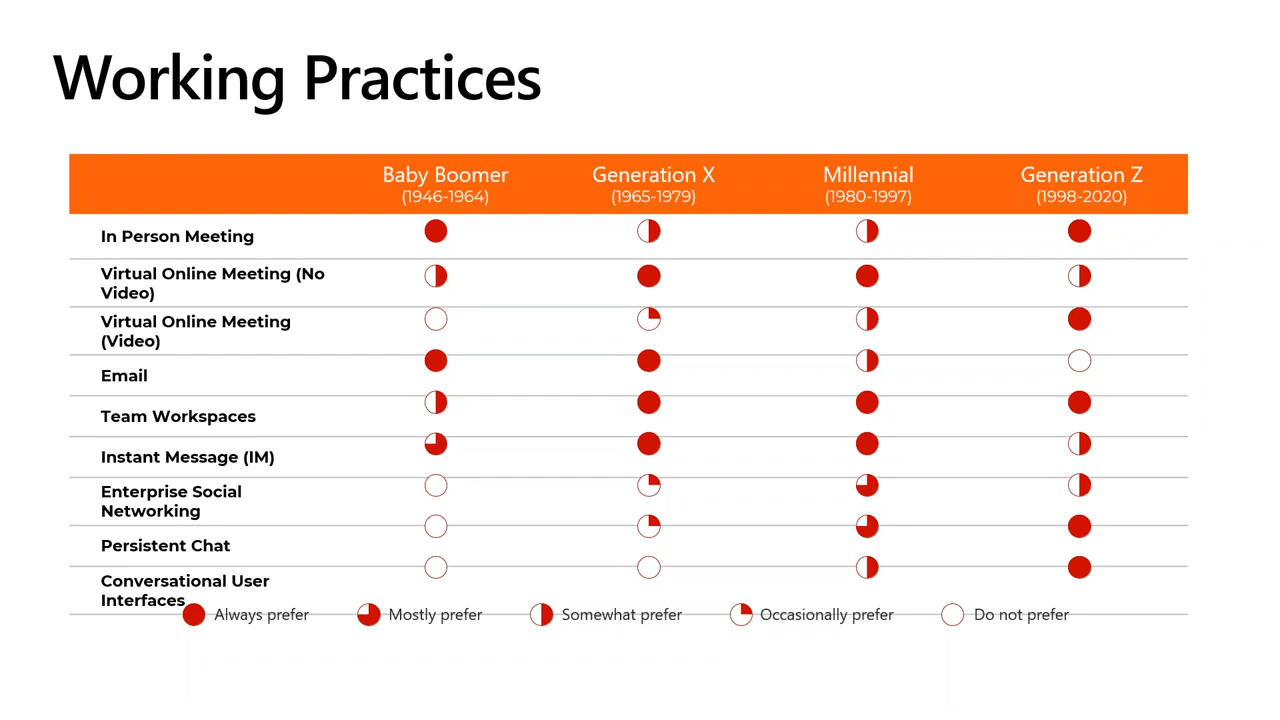 Working Practices
Baby Boomer
(1946-1964)
Generation X
(1965-1979)
Millennial
(1980-1997)
Generation Z
(1998-2020)
In Person Meeting
Virtual Online Meeting (No
Video)
Virtual Online Meeting
(Video)
Email
Team Workspaces
Instant Message (IM)
Enterprise Social
Networking
Persistent Chat
Conversational User
Interfaces
Always prefer
Mostly prefer
Somewhat prefer
Occasionally prefer
Do not prefer